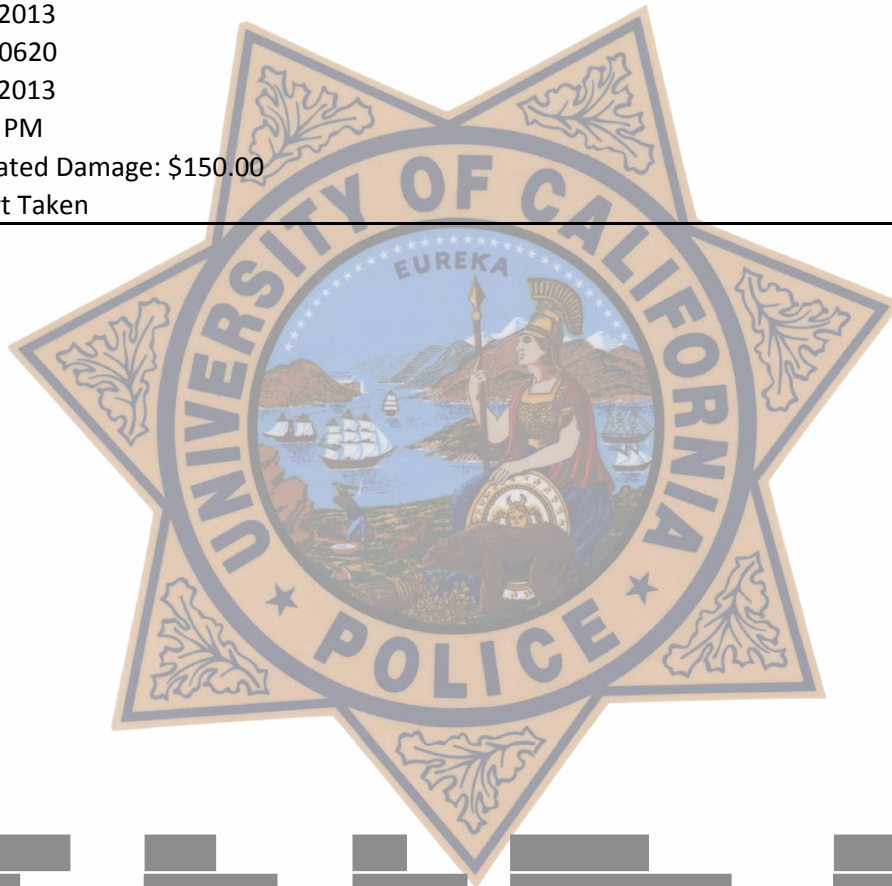 2013
0620
2013
PM
ated Damage: $150.00
t Taken
UNIVERSITY OF CALIFORNIA
EUREKA
POLICE